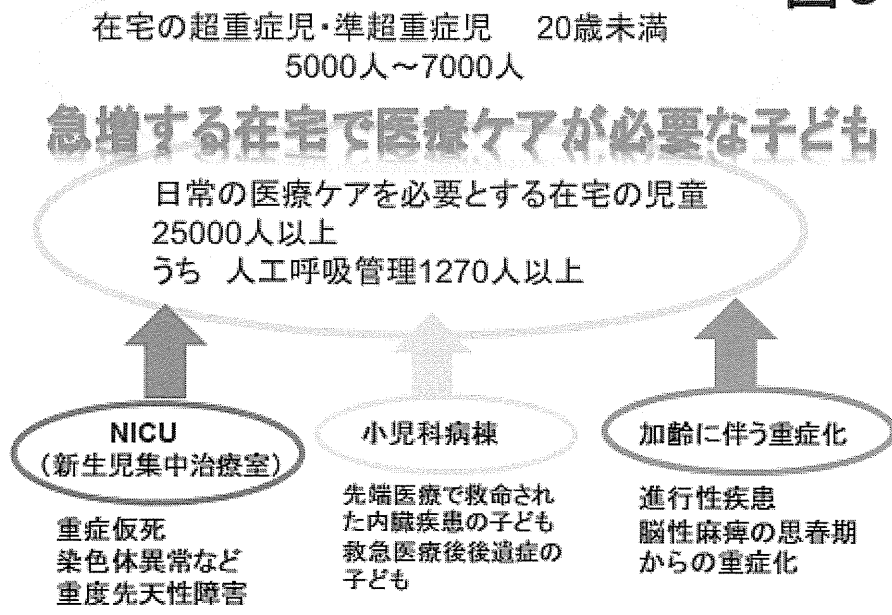 在宅の超重症児・準超重症児 20歳未満
5000人～7000人
急増する在宅で医療ケアが必要な子ども
日常の医療ケアを必要とする在宅の児童
25000人以上
うち 人工呼吸管理1270人以上
NICU
（新生児集中治療室）
重症仮死
染色体異常など
重度先天性障害
小児科病棟
先端医療で救命され
た内臓疾患の子ども
救急医療後後遺症の
子ども
加齢に伴う重症化
進行性疾患
脳性麻痺の思春期
からの重症化